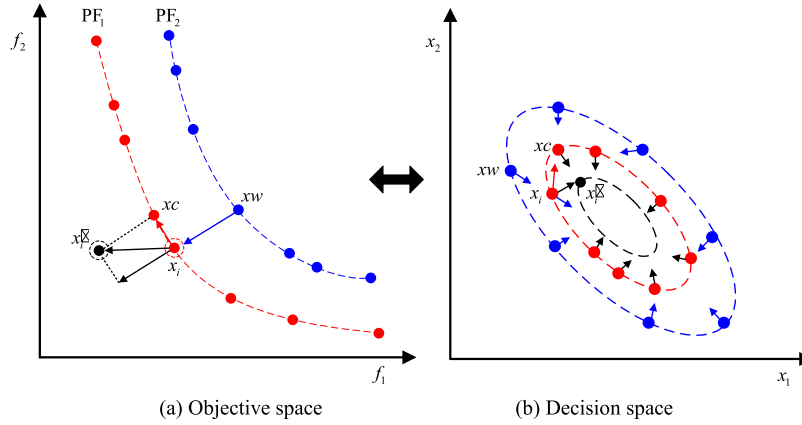 PF₁ PF₂
f₂
xc
xw
xᵢ
f₁
(a) Objective space
x₂
xc
xw
xᵢ
x₁
(b) Decision space